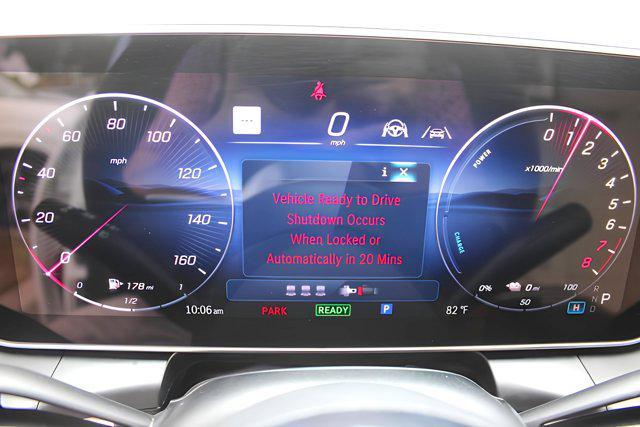 0
mph
0
20
40
60
80
100
120
140
160
mph
0
1/2
1
178 mi
i X
Vehicle Ready to Drive
Shutdown Occurs
When Locked or
Automatically in 20 Mins
10:06 am
PARK
READY
P
82 °F
POWER
CHARGE
0
1
2
3
4
5
6
7
8
x1000/min
0%
50
100
0 mi
R
N
D
P
H